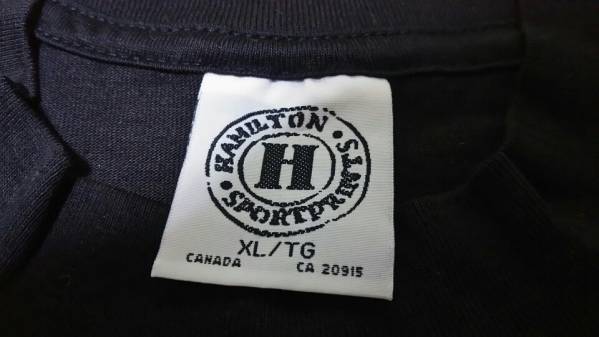 HAMILTON
H
• SPORTPRINTS •
XL/TG
CANADA CA 20915